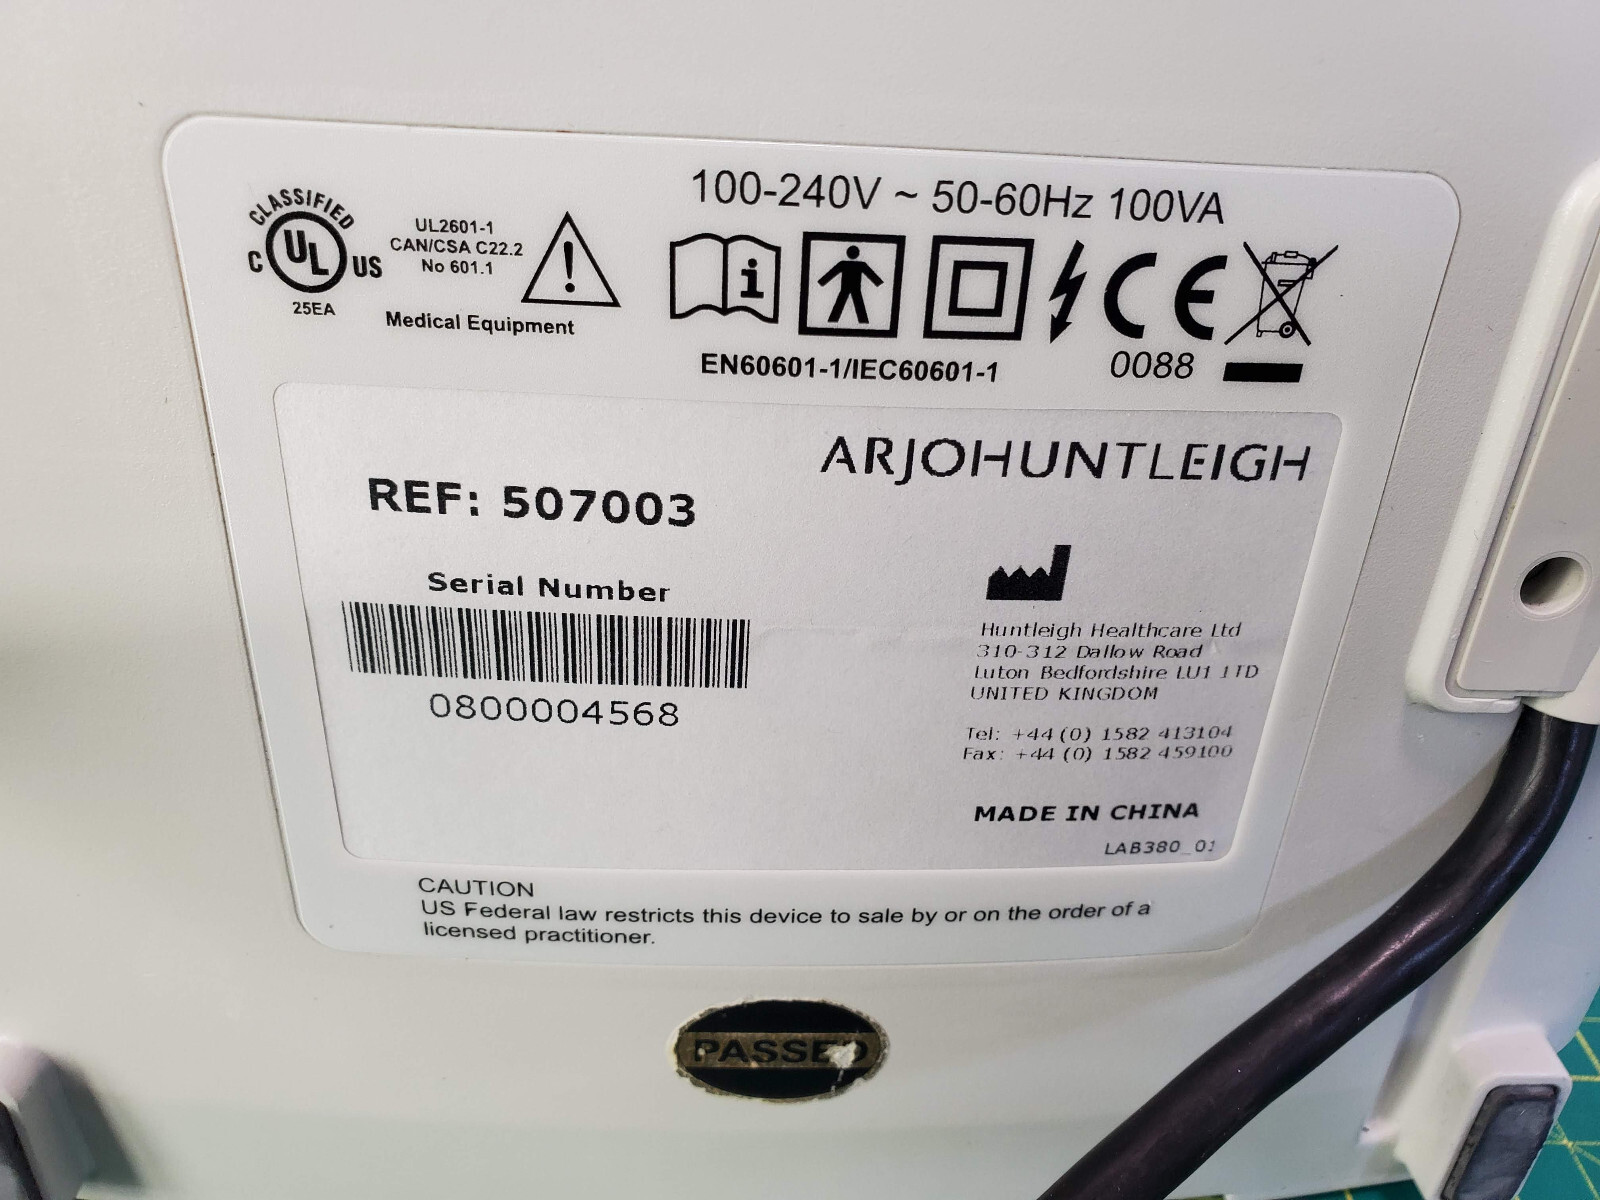 100-240V ~ 50-60Hz 100VA
CLASSIFIED
C UL US
25EA
UL2601-1
CAN/CSA C22.2
No 601.1
Medical Equipment
EN60601-1/IEC60601-1
CE
0088
ARJOHUNTLEIGH
REF: 507003
Serial Number
0800004568
Huntleigh Healthcare Ltd
310-312 Dallow Road
Luton Bedfordshire LU1 1TD
UNITED KINGDOM
Tel: +44 (0) 1582 413104
Fax: +44 (0) 1582 459100
MADE IN CHINA
LAB380_01
CAUTION
US Federal law restricts this device to sale by or on the order of a
licensed practitioner.
PASSED